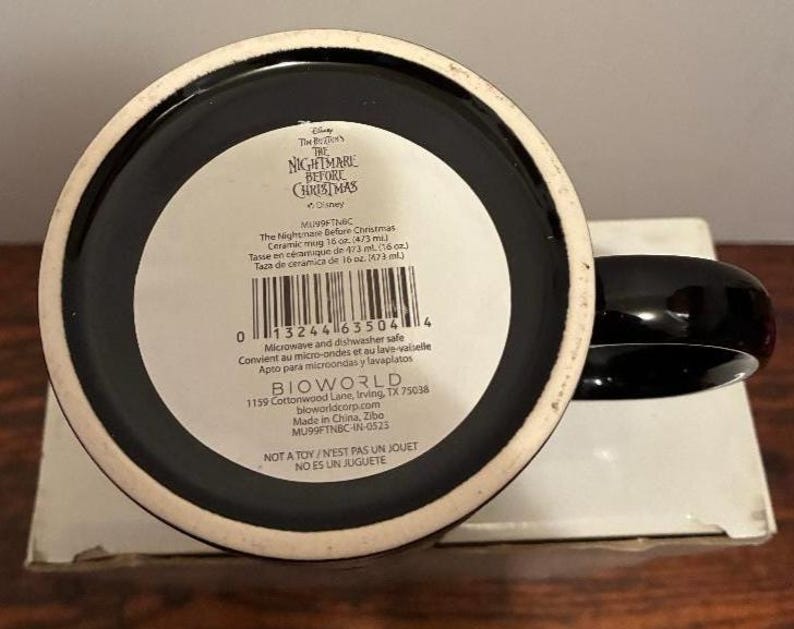 Disney
TIM BURTON'S
THE
NIGHTMARE
BEFORE
CHRISTMAS
© Disney
MU99FTNBC
The Nightmare Before Christmas
Ceramic mug 16 oz. (473 ml.)
Tasse en céramique de 473 ml. (16 oz.)
Taza de cerámica de 16 oz. (473 ml.)
0 13244 63504 4
Microwave and dishwasher safe
Convient au micro-ondes et au lave-vaiselle
Apto para microondas y lavaplatos
BIOWORLD
1159 Cottonwood Lane, Irving, TX 75038
bioworldcorp.com
Made in China, Zibo
MU99FTNBC-IN-0523
NOT A TOY / N'EST PAS UN JOUET
NO ES UN JUGUETE